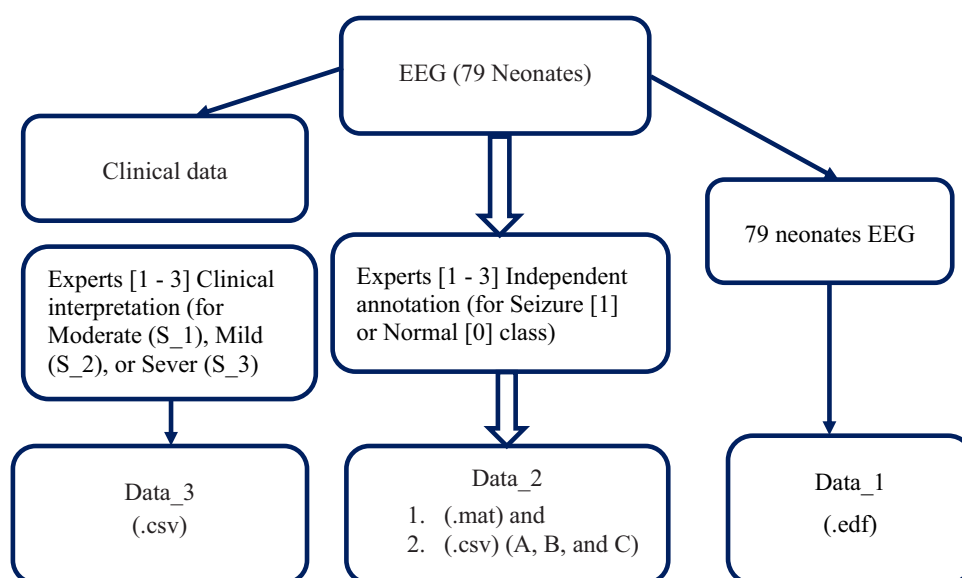 EEG (79 Neonates)
Clinical data
79 neonates EEG
Experts [1 - 3] Clinical
interpretation (for
Moderate (S_1), Mild
(S_2), or Sever (S_3)
Experts [1 - 3] Independent
annotation (for Seizure [1]
or Normal [0] class)
Data_3
(.csv)
Data_2
1. (.mat) and
2. (.csv) (A, B, and C)
Data_1
(.edf)